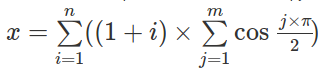 x = \sum_{i=1}^{n}((1 + i) \times \sum_{j=1}^{m} \cos \frac{j \times \pi}{2})